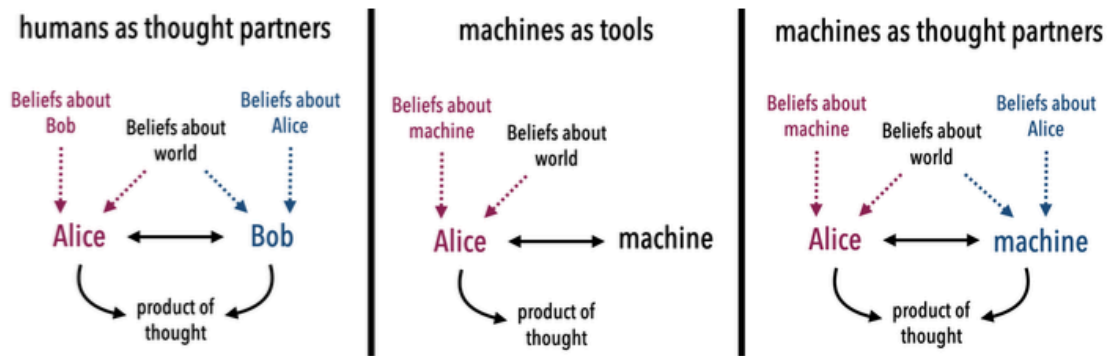 humans as thought partners
Beliefs about
Bob
Beliefs about
world
Beliefs about
Alice
Alice
Bob
product of
thought
machines as tools
Beliefs about
machine
Beliefs about
world
Alice
machine
product of
thought
machines as thought partners
Beliefs about
machine
Beliefs about
world
Beliefs about
Alice
Alice
machine
product of
thought